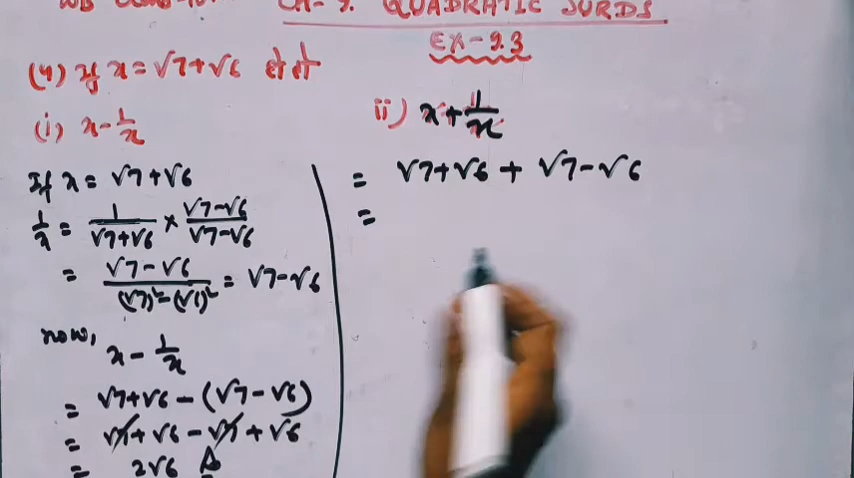 CH-9. QUADRATIC SURDS
EX-9.3
(4) If x = √7+√6
(i) x - 1/x
If x = √7+√6
1/x = 1/(√7+√6) × (√7-√6)/(√7-√6)
= (√7-√6)/((√7)²-(√6)²) = √7-√6
now,
x - 1/x
= √7+√6 - (√7-√6)
= √7+√6 - √7+√6
= 2√6
ii) x + 1/x
= √7+√6 + √7-√6
=